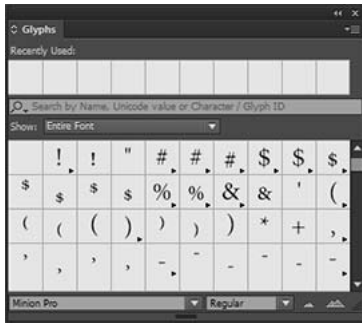 Glyphs
Recently Used:
Search by Name, Unicode value or Character / Glyph ID
Show: Entire Font
! ! " # # # $ $ $
$ $ $ $ % % & & ' (
( ( ( ) ) ) ) * + ,
, , , , - - - - - -
Minion Pro Regular